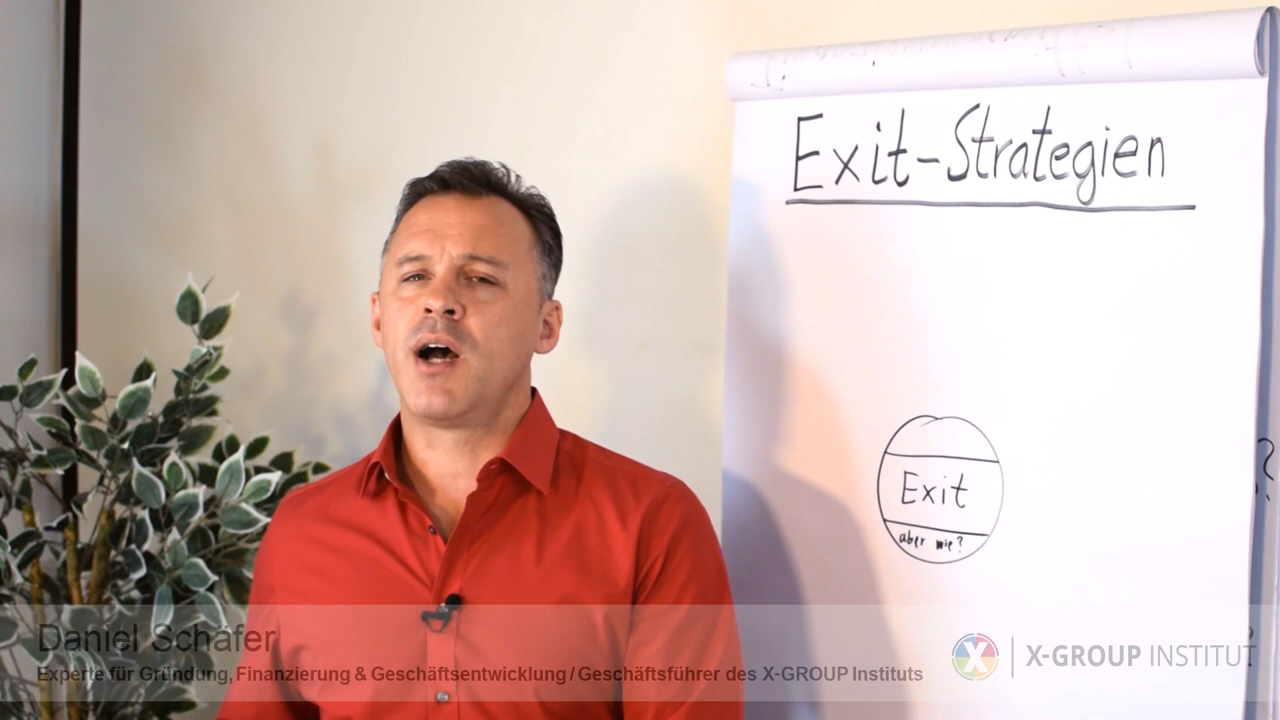 Exit-Strategien
Exit
aber wie?
?
Daniel Schäfer
Experte für Gründung, Finanzierung & Geschäftsentwicklung / Geschäftsführer des X-GROUP Instituts
X-GROUP INSTITUT